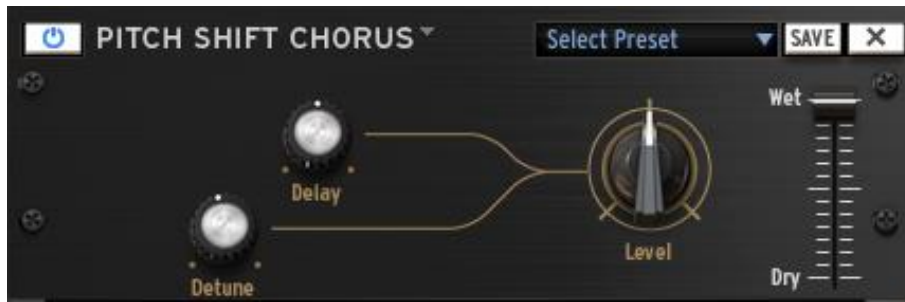 PITCH SHIFT CHORUS
Select Preset
SAVE
Wet
Delay
Level
Dry
Detune